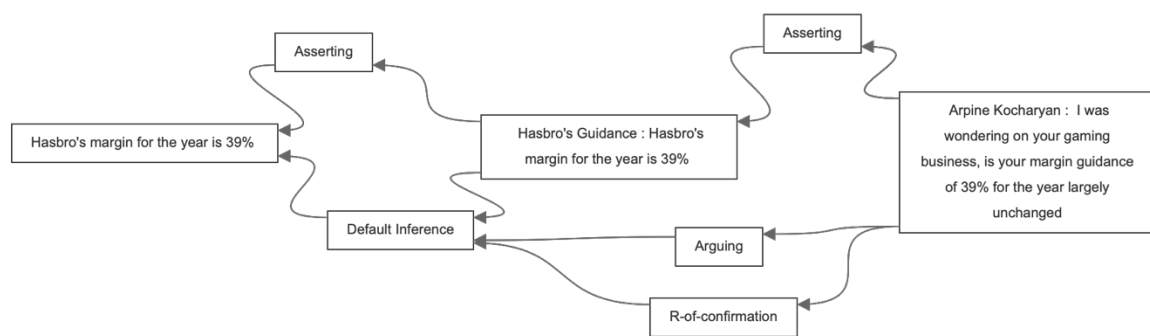 Asserting
Asserting
Hasbro's margin for the year is 39%
Hasbro's Guidance : Hasbro's
margin for the year is 39%
Arpine Kocharyan :  I was
wondering on your gaming
business, is your margin guidance
of 39% for the year largely
unchanged
Default Inference
Arguing
R-of-confirmation